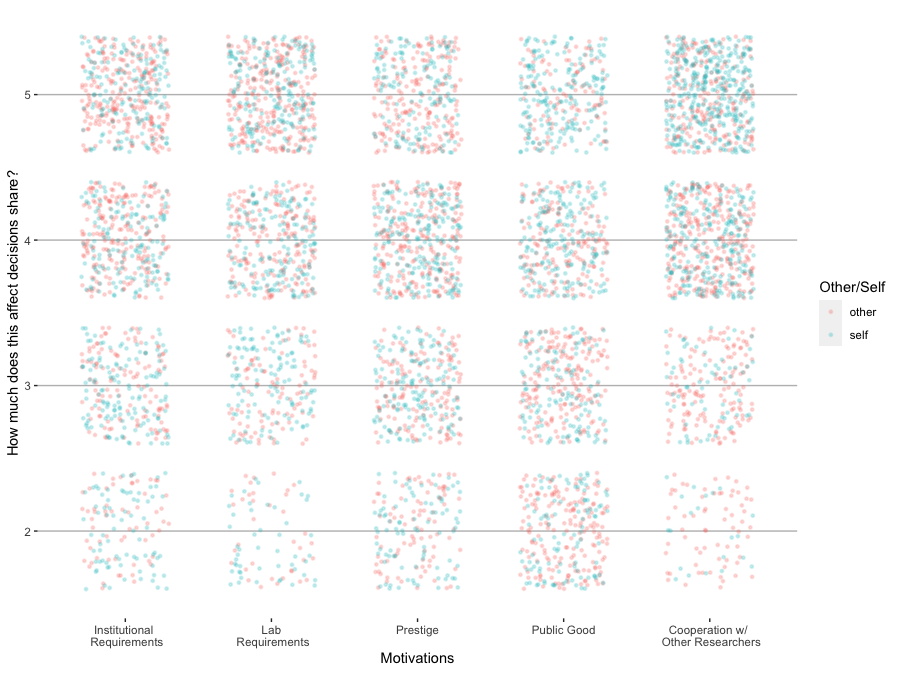 How much does this affect decisions share?
5
4
3
2
Institutional
Requirements
Lab
Requirements
Prestige
Public Good
Cooperation w/
Other Researchers
Motivations
Other/Self
other
self